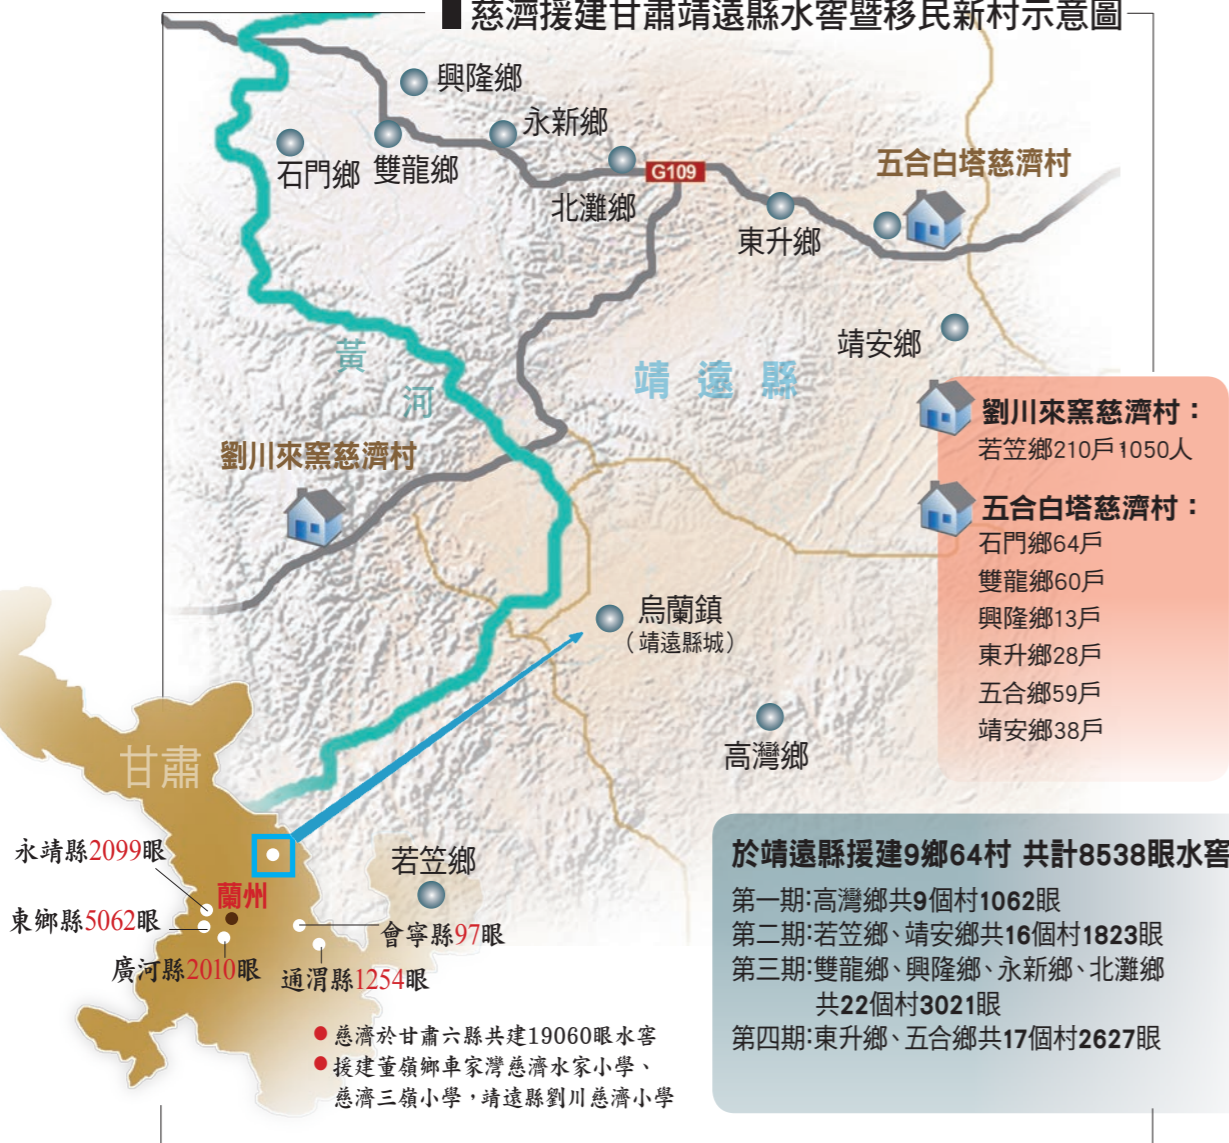 ■ 慈濟援建甘肅靖遠縣水窖暨移民新村示意圖
興隆鄉
永新鄉
石門鄉
雙龍鄉
G109
北灘鄉
東升鄉
五合白塔慈濟村
靖安鄉
黃
河
靖遠縣
劉川來窯慈濟村
烏蘭鎮
（靖遠縣城）
高灣鄉
若笠鄉
劉川來窯慈濟村：
若笠鄉210戶1050人
五合白塔慈濟村：
石門鄉64戶
雙龍鄉60戶
興隆鄉13戶
東升鄉28戶
五合鄉59戶
靖安鄉38戶
甘肅
永靖縣2099眼
蘭州
東鄉縣5062眼
廣河縣2010眼
會寧縣97眼
通渭縣1254眼
● 慈濟於甘肅六縣共建19060眼水窖
● 援建董嶺鄉車家灣慈濟水家小學、
慈濟三嶺小學，靖遠縣劉川慈濟小學
於靖遠縣援建9鄉64村 共計8538眼水窖
第一期:高灣鄉共9個村1062眼
第二期:若笠鄉、靖安鄉共16個村1823眼
第三期:雙龍鄉、興隆鄉、永新鄉、北灘鄉
共22個村3021眼
第四期:東升鄉、五合鄉共17個村2627眼